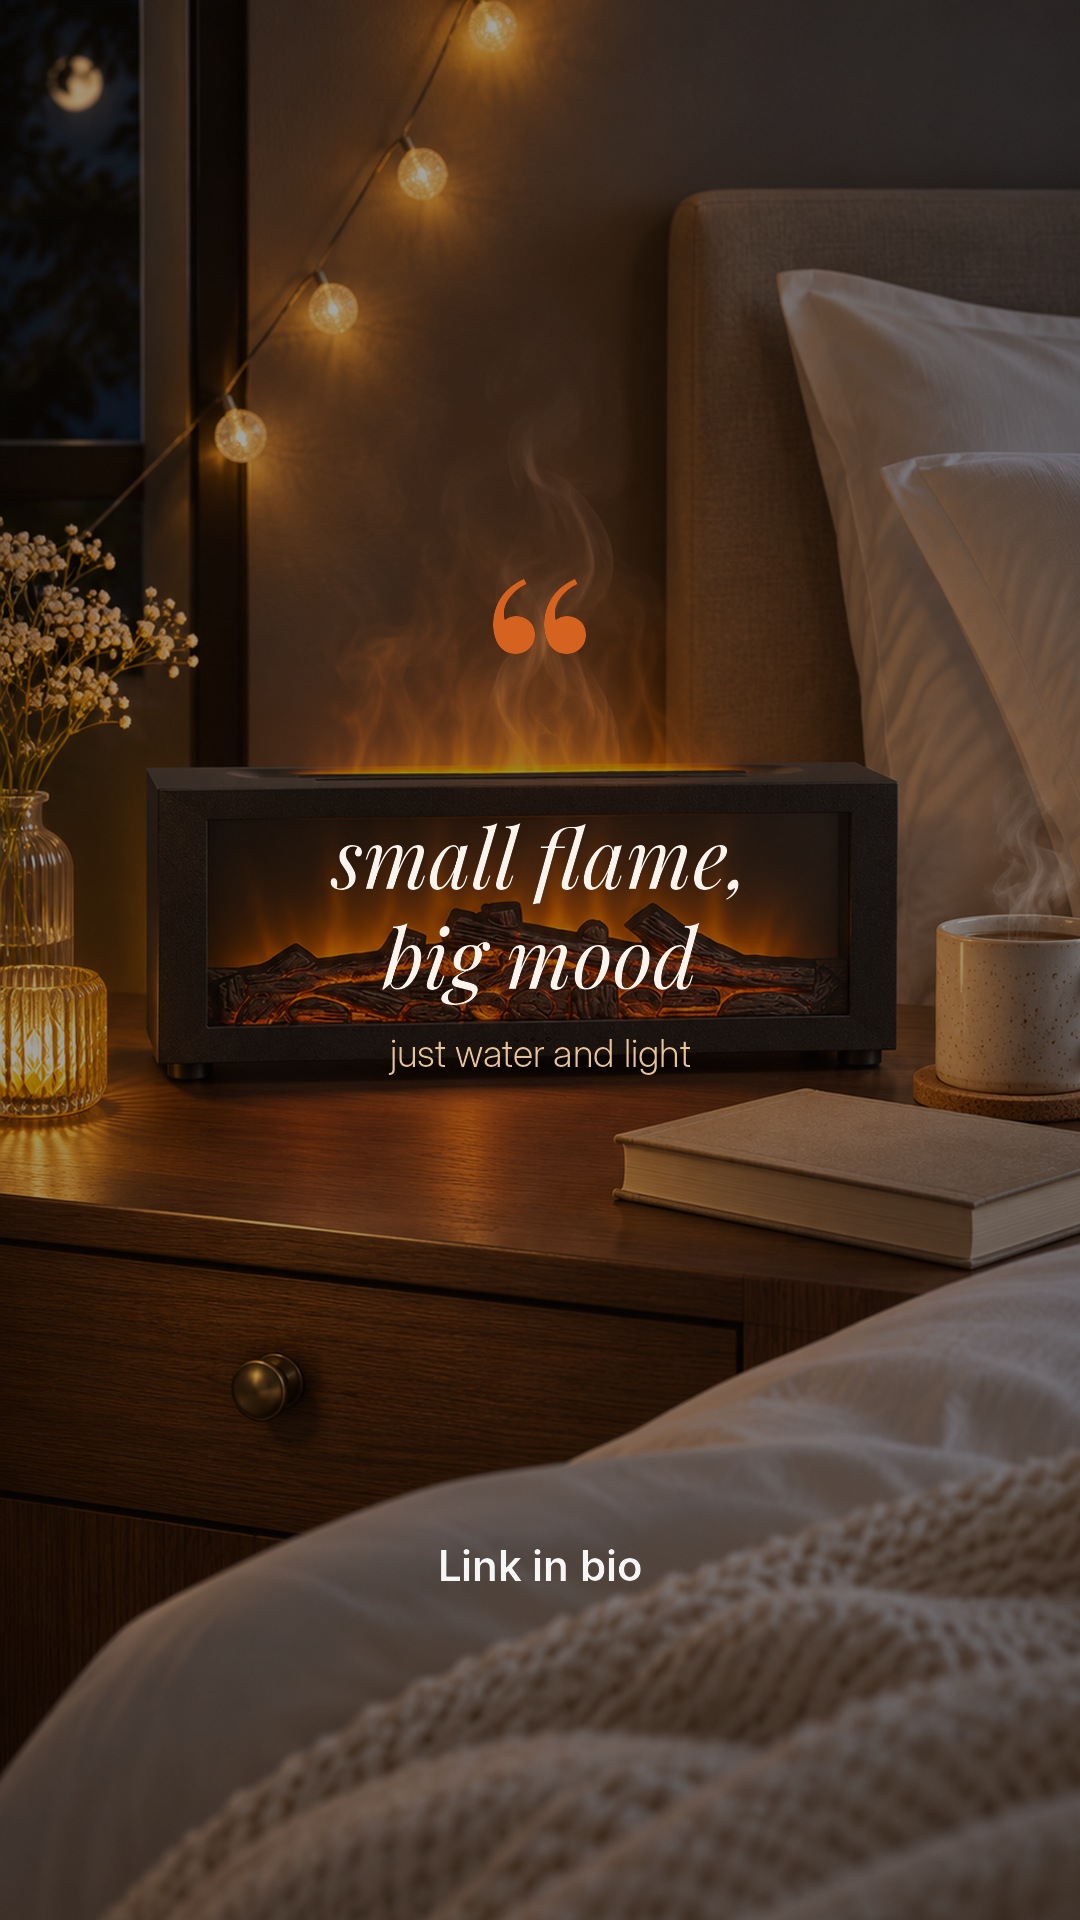 “
small flame,
big mood
just water and light
Link in bio